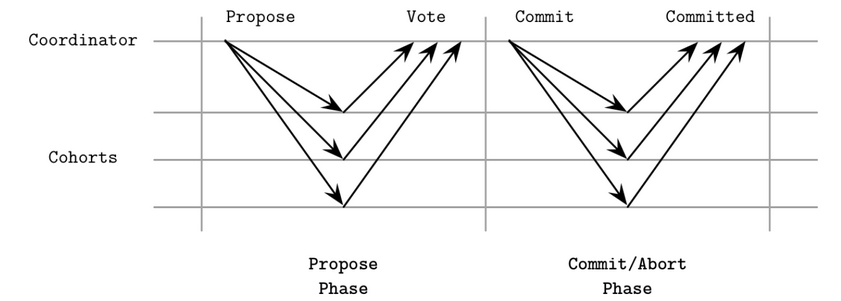 Propose
Vote
Commit
Committed
Coordinator
Cohorts
Propose
Phase
Commit/Abort
Phase